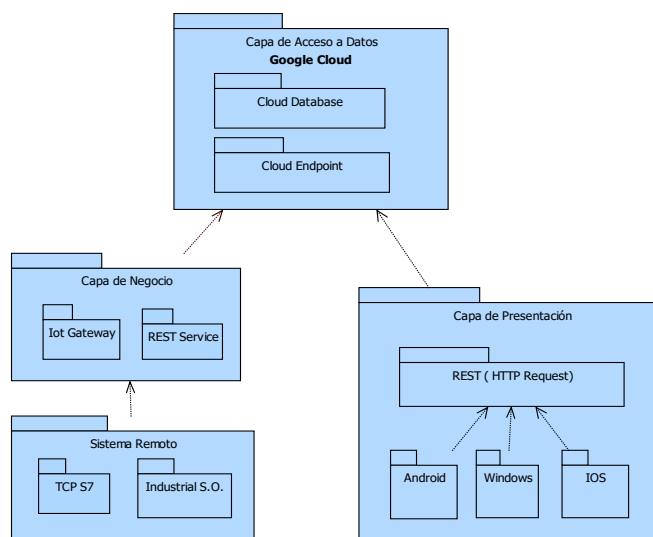 Capa de Acceso a Datos
Google Cloud
Cloud Database
Cloud Endpoint
Capa de Negocio
Iot Gateway
REST Service
Sistema Remoto
TCP S7
Industrial S.O.
Capa de Presentación
REST ( HTTP Request)
Android
Windows
IOS